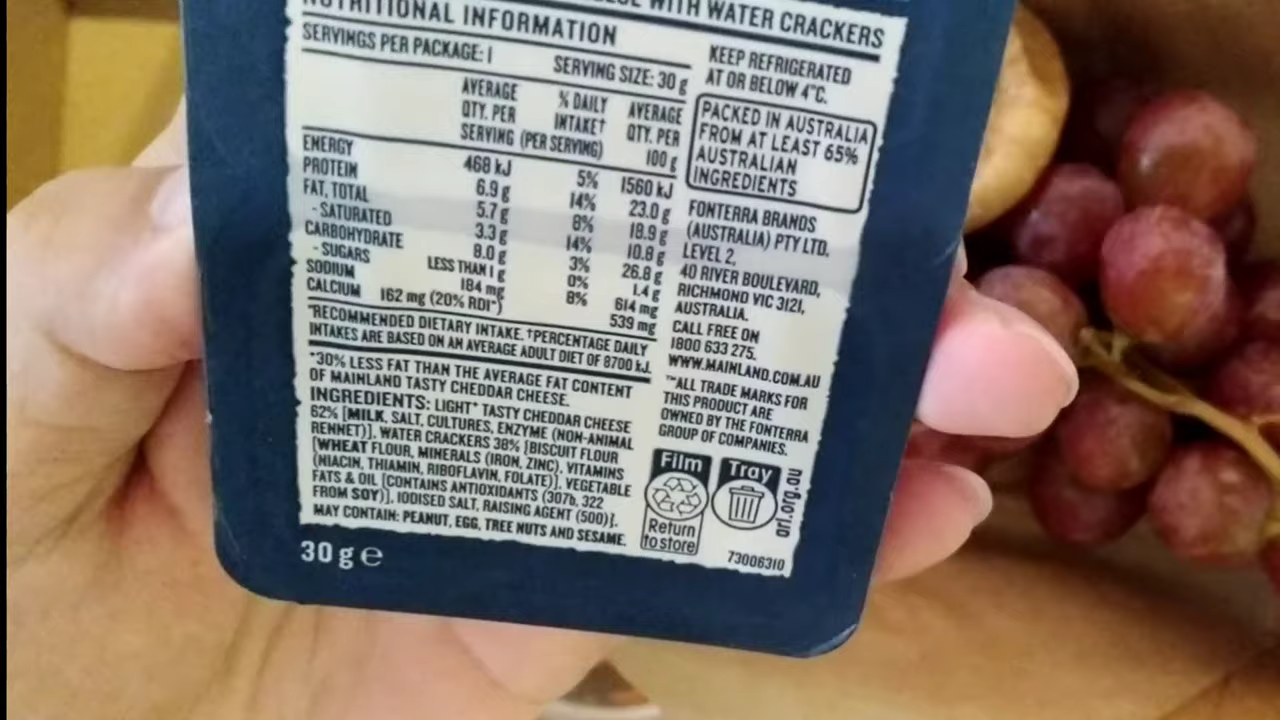 WITH WATER CRACKERS
NUTRITIONAL INFORMATION
SERVINGS PER PACKAGE: 1 SERVING SIZE: 30 g
AVERAGE % DAILY AVERAGE
QTY. PER INTAKE† QTY. PER
SERVING (PER SERVING) 100 g
ENERGY 468 kJ 5% 1560 kJ
PROTEIN 6.9 g 14% 23.0 g
FAT, TOTAL 5.7 g 8% 18.9 g
- SATURATED 3.3 g 14% 10.8 g
CARBOHYDRATE 8.0 g 3% 26.8 g
- SUGARS LESS THAN 1 g 0% 1.4 g
SODIUM 184 mg 8% 614 mg
CALCIUM 162 mg (20% RDI*) 539 mg
*RECOMMENDED DIETARY INTAKE. †PERCENTAGE DAILY
INTAKES ARE BASED ON AN AVERAGE ADULT DIET OF 8700 kJ.
*30% LESS FAT THAN THE AVERAGE FAT CONTENT
OF MAINLAND TASTY CHEDDAR CHEESE.
INGREDIENTS: LIGHT* TASTY CHEDDAR CHEESE
62% [MILK, SALT, CULTURES, ENZYME (NON-ANIMAL
RENNET)], WATER CRACKERS 38% {BISCUIT FLOUR
[WHEAT FLOUR, MINERALS (IRON, ZINC), VITAMINS
(NIACIN, THIAMIN, RIBOFLAVIN, FOLATE)], VEGETABLE
FATS & OIL [CONTAINS ANTIOXIDANTS (307b, 322
FROM SOY)], IODISED SALT, RAISING AGENT (500)}.
MAY CONTAIN: PEANUT, EGG, TREE NUTS AND SESAME.
30 g e
KEEP REFRIGERATED
AT OR BELOW 4°C.
PACKED IN AUSTRALIA
FROM AT LEAST 65%
AUSTRALIAN
INGREDIENTS
FONTERRA BRANDS
(AUSTRALIA) PTY LTD,
LEVEL 2,
40 RIVER BOULEVARD,
RICHMOND VIC 3121,
AUSTRALIA.
CALL FREE ON
1800 633 275.
WWW.MAINLAND.COM.AU
™ALL TRADE MARKS FOR
THIS PRODUCT ARE
OWNED BY THE FONTERRA
GROUP OF COMPANIES.
Film Tray
Return
to store
arl.org.au
73006310